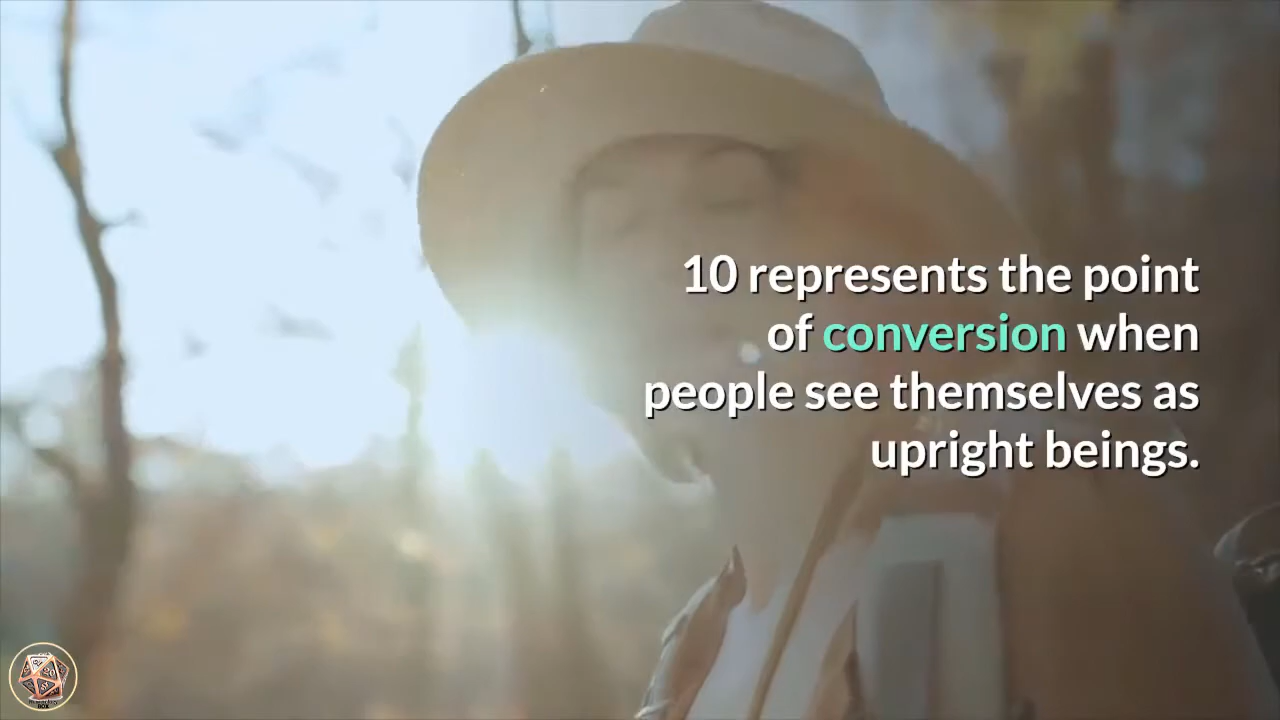 10 represents the point
of conversion when
people see themselves as
upright beings.